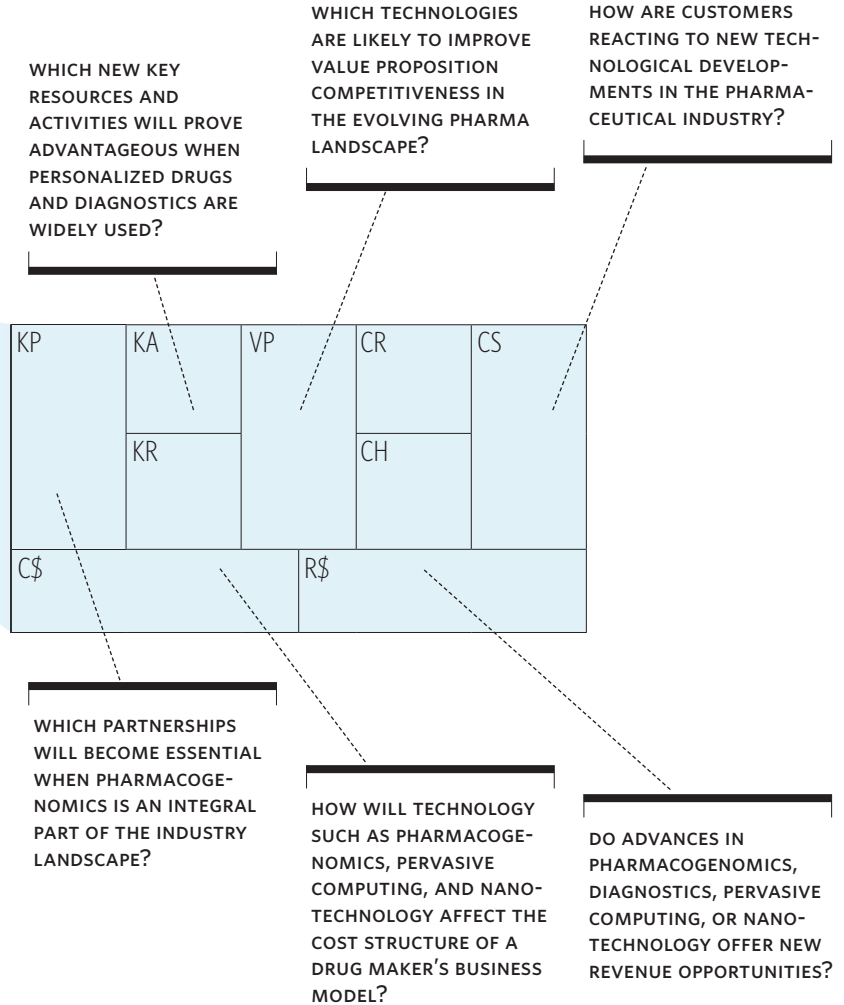 WHICH NEW KEY
RESOURCES AND
ACTIVITIES WILL PROVE
ADVANTAGEOUS WHEN
PERSONALIZED DRUGS
AND DIAGNOSTICS ARE
WIDELY USED?
WHICH TECHNOLOGIES
ARE LIKELY TO IMPROVE
VALUE PROPOSITION
COMPETITIVENESS IN
THE EVOLVING PHARMA
LANDSCAPE?
HOW ARE CUSTOMERS
REACTING TO NEW TECH-
NOLOGICAL DEVELOP-
MENTS IN THE PHARMA-
CEUTICAL INDUSTRY?
KP
KA
VP
CR
CS
KR
CH
C$
R$
WHICH PARTNERSHIPS
WILL BECOME ESSENTIAL
WHEN PHARMACOGE-
NOMICS IS AN INTEGRAL
PART OF THE INDUSTRY
LANDSCAPE?
HOW WILL TECHNOLOGY
SUCH AS PHARMACOGE-
NOMICS, PERVASIVE
COMPUTING, AND NANO-
TECHNOLOGY AFFECT THE
COST STRUCTURE OF A
DRUG MAKER'S BUSINESS
MODEL?
DO ADVANCES IN
PHARMACOGENOMICS,
DIAGNOSTICS, PERVASIVE
COMPUTING, OR NANO-
TECHNOLOGY OFFER NEW
REVENUE OPPORTUNITIES?